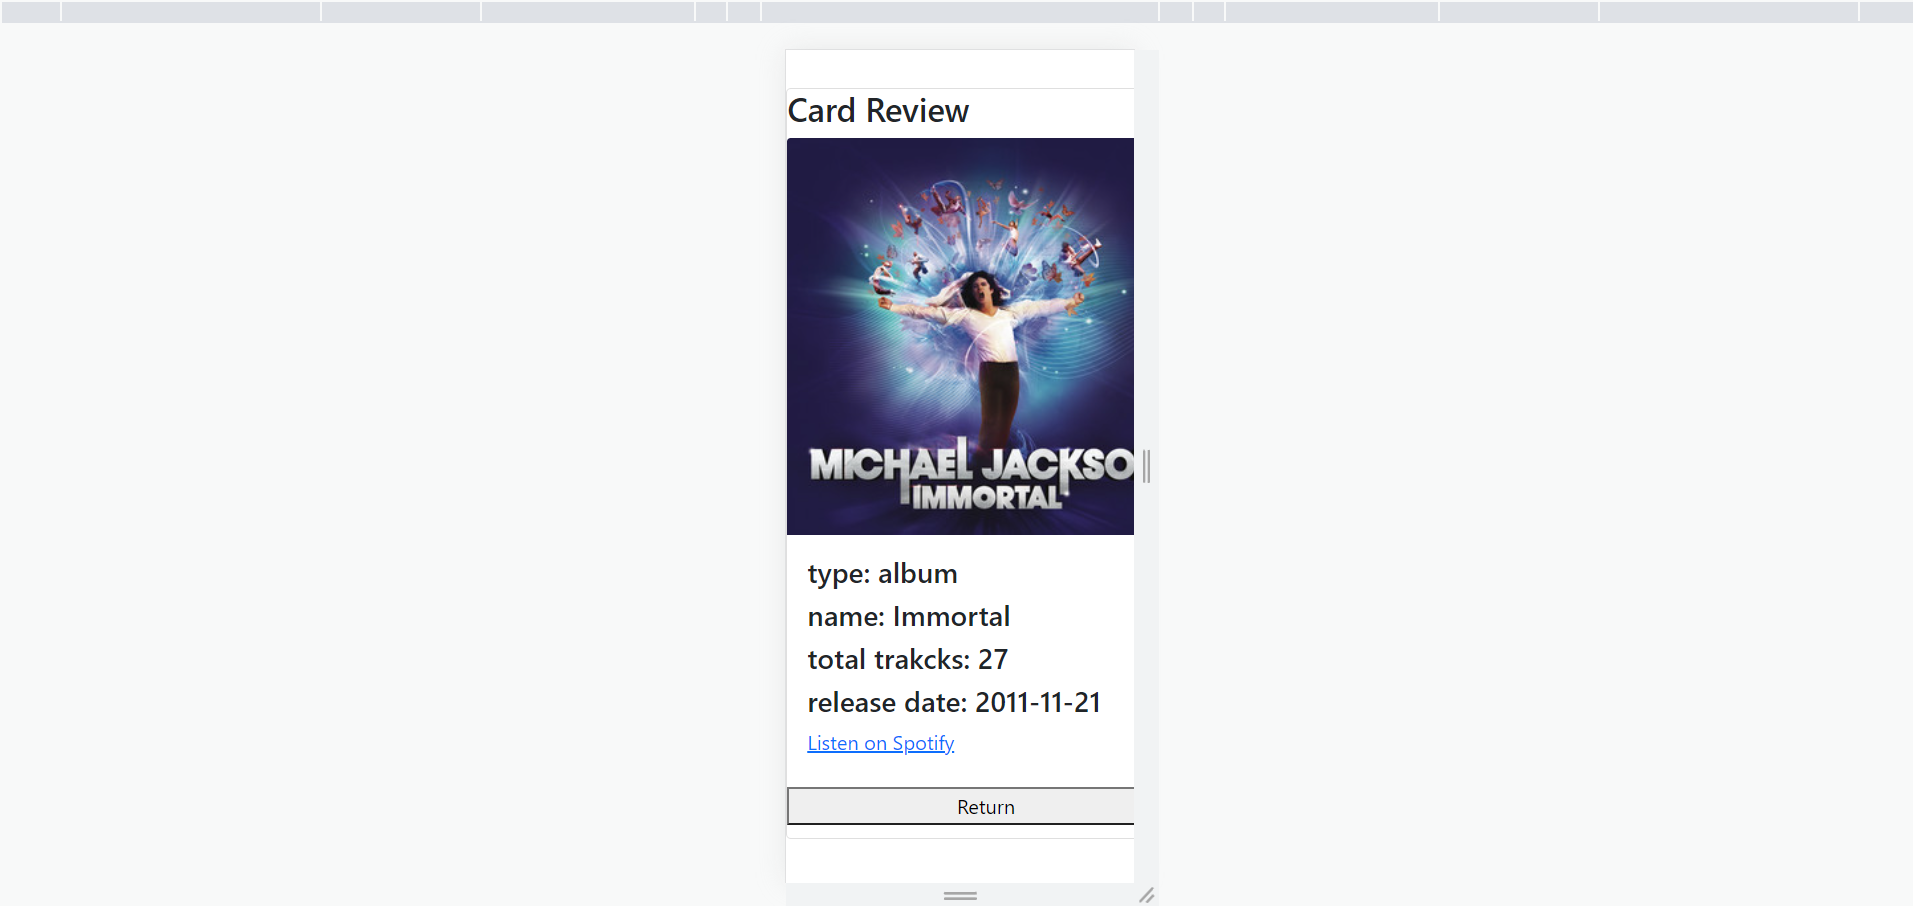 Card Review
MICHAEL JACKSO
IMMORTAL
type: album
name: Immortal
total trakcks: 27
release date: 2011-11-21
Listen on Spotify
Return